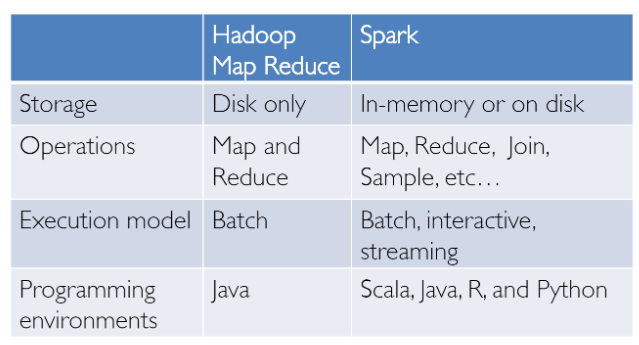 Hadoop
Map Reduce
Spark
Storage
Disk only
In-memory or on disk
Operations
Map and
Reduce
Map, Reduce, Join,
Sample, etc…
Execution model
Batch
Batch, interactive,
streaming
Programming
environments
Java
Scala, Java, R, and Python